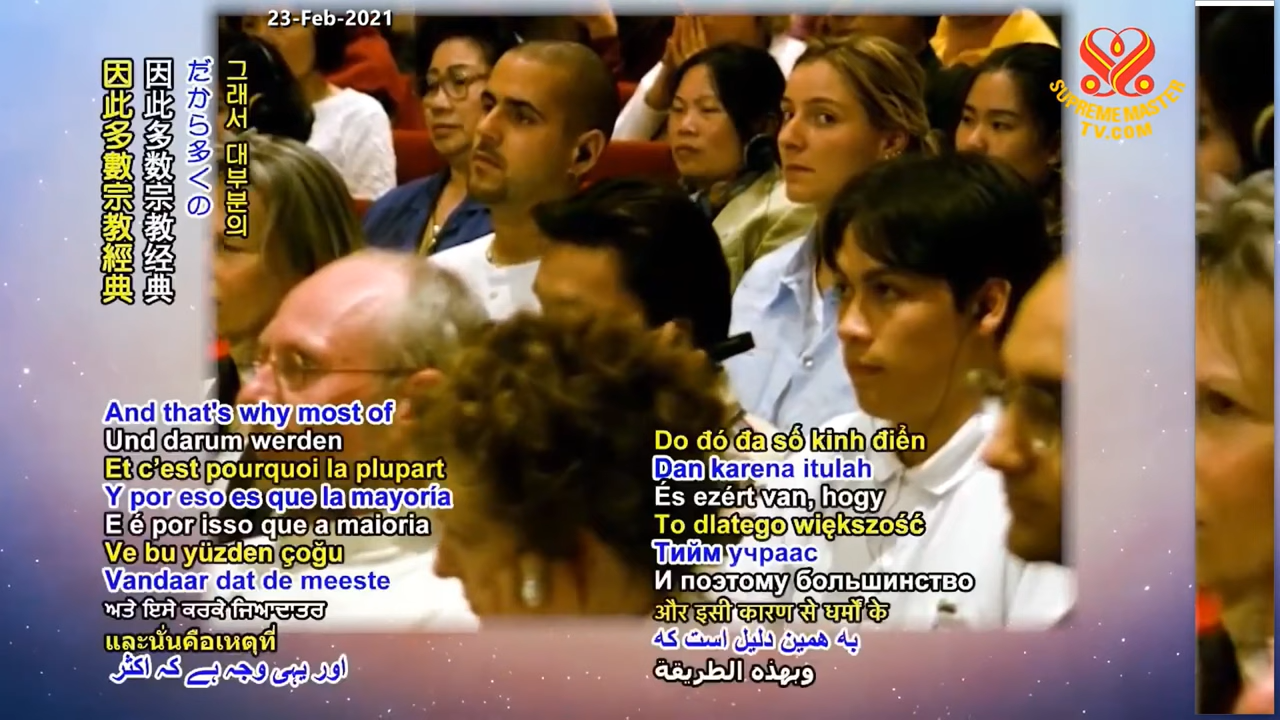 23-Feb-2021
SUPREME MASTER
TV.COM
그래서 대부분의
だから多くの
因此多数宗教经典
因此多數宗教經典
And that's why most of
Und darum werden
Et c’est pourquoi la plupart
Y por eso es que la mayoría
E é por isso que a maioria
Ve bu yüzden çoğu
Vandaar dat de meeste
ਅਤੇ ਇਸੇ ਕਰਕੇ ਜਿਆਦਾਤਰ
และนั่นคือเหตุที่
اور یہی وجہ ہے کہ اکثر
Do đó đa số kinh điển
Dan karena itulah
És ezért van, hogy
To dlatego większość
Тийм учраас
И поэтому большинство
और इसी कारण से धर्मों के
به همین دلیل است که
وبهذه الطريقة